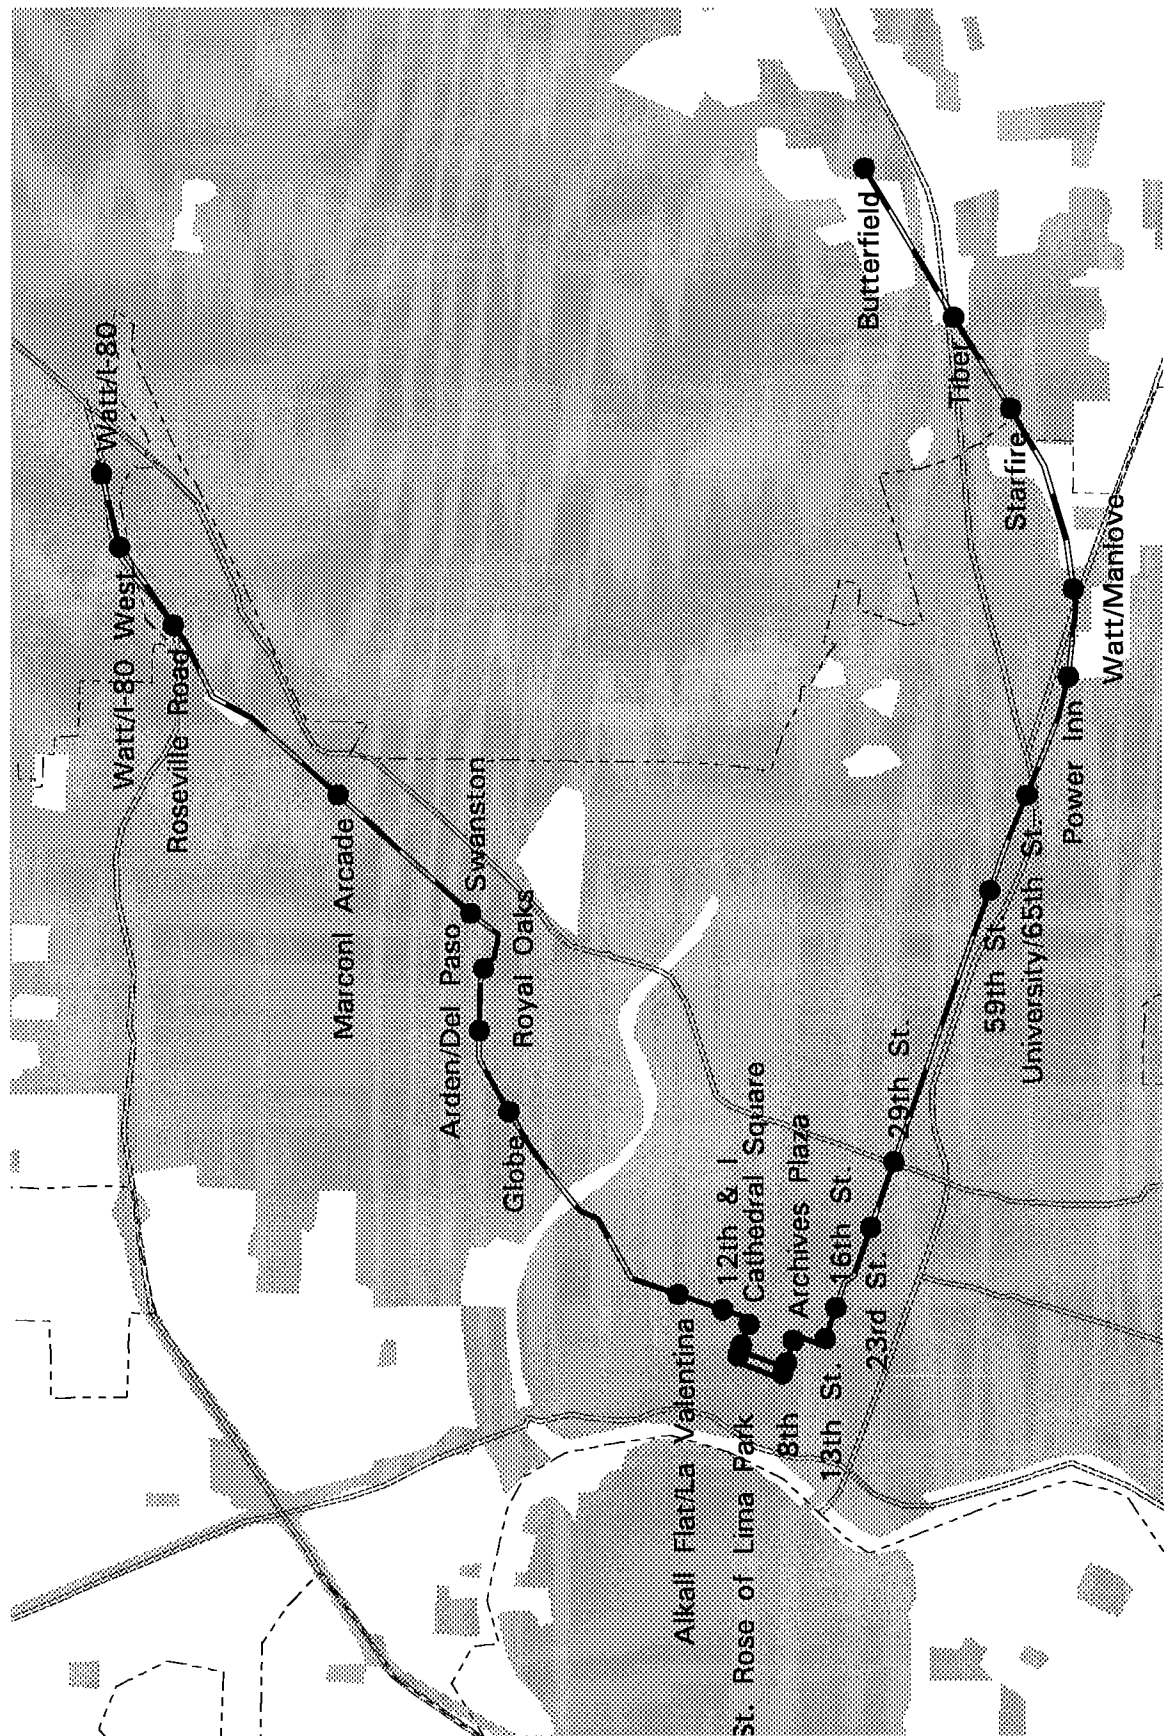 Watt/I-80
Watt/I-80 West
Roseville Road
Marconi Arcade
Swanston
Royal Oaks
Arden/Del Paso
Globe
Alkali Flat/La Valentina
12th & I
Cathedral Square
St. Rose of Lima Park
8th
Archives Plaza
13th St.
16th St.
23rd St.
29th St.
59th St.
University/65th St.
Power Inn
Watt/Manlove
Starfire
Tiber
Butterfield